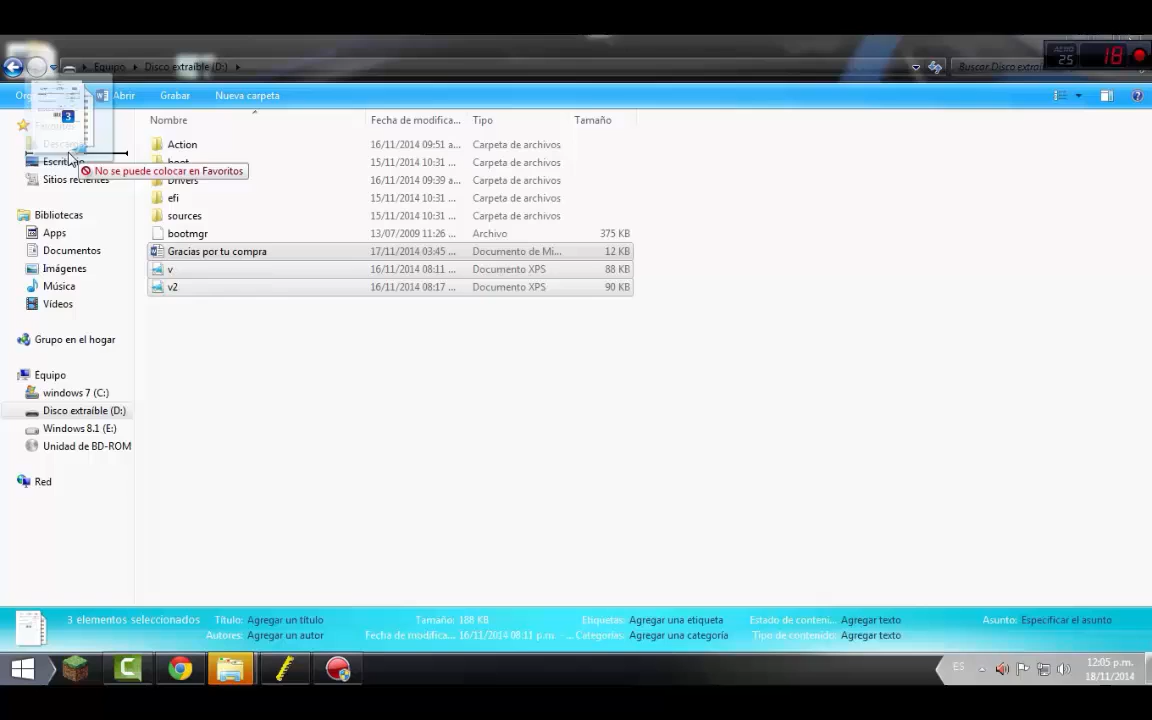 Equipo ▸ Disco extraíble (D:) ▸
Buscar Disco extraí
AUDIO
25
18
Abrir
Grabar
Nueva carpeta
3
Favoritos
Nombre
Fecha de modifica...
Tipo
Tamaño
Action
16/11/2014 09:51 a...
Carpeta de archivos
boot
15/11/2014 10:31 ...
Carpeta de archivos
No se puede colocar en Favoritos
Drivers
16/11/2014 09:39 a...
Carpeta de archivos
efi
15/11/2014 10:31 ...
Carpeta de archivos
sources
15/11/2014 10:31 ...
Carpeta de archivos
bootmgr
13/07/2009 11:26 ...
Archivo
375 KB
Gracias por tu compra
17/11/2014 03:45 ...
Documento de Mi...
12 KB
v
16/11/2014 08:11 ...
Documento XPS
88 KB
v2
16/11/2014 08:17 ...
Documento XPS
90 KB
Sitios recientes
Bibliotecas
Apps
Documentos
Imágenes
Música
Vídeos
Grupo en el hogar
Equipo
windows 7 (C:)
Disco extraíble (D:)
Windows 8.1 (E:)
Unidad de BD-ROM
Red
3 elementos seleccionados
Título: Agregar un título
Tamaño: 188 KB
Etiquetas: Agregar una etiqueta
Estado de conteni... Agregar texto
Asunto: Especificar el asunto
Autores: Agregar un autor
Fecha de modifica... 16/11/2014 08:11 p.m. ...
Categorías: Agregar una categoría
Tipo de contenido: Agregar texto
ES
12:05 p.m.
18/11/2014